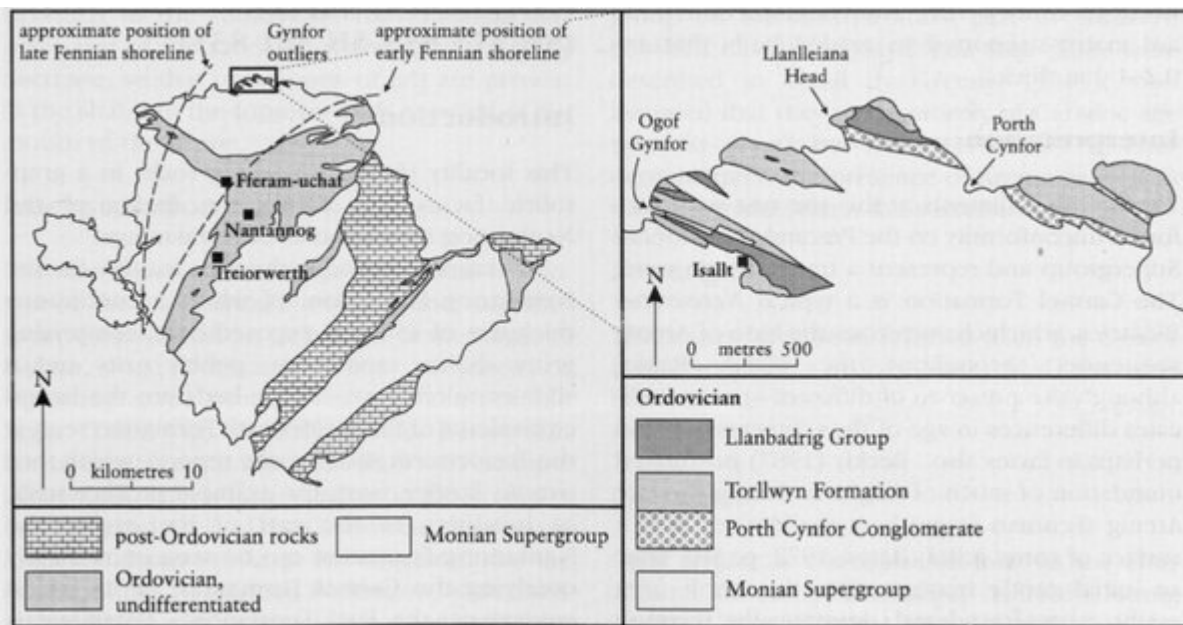 approximate position of
late Fennian shoreline
Gynfor
outliers
approximate position of
early Fennian shoreline
Fferam-uchaf
Nantannog
Treiorwerth
N
0 kilometres 10
post-Ordovician rocks
Monian Supergroup
Ordovician,
undifferentiated
Llanlleiana
Head
Ogof
Gynfor
Porth
Cynfor
Isallt
N
0 metres 500
Ordovician
Llanbadrig Group
Torllwyn Formation
Porth Cynfor Conglomerate
Monian Supergroup